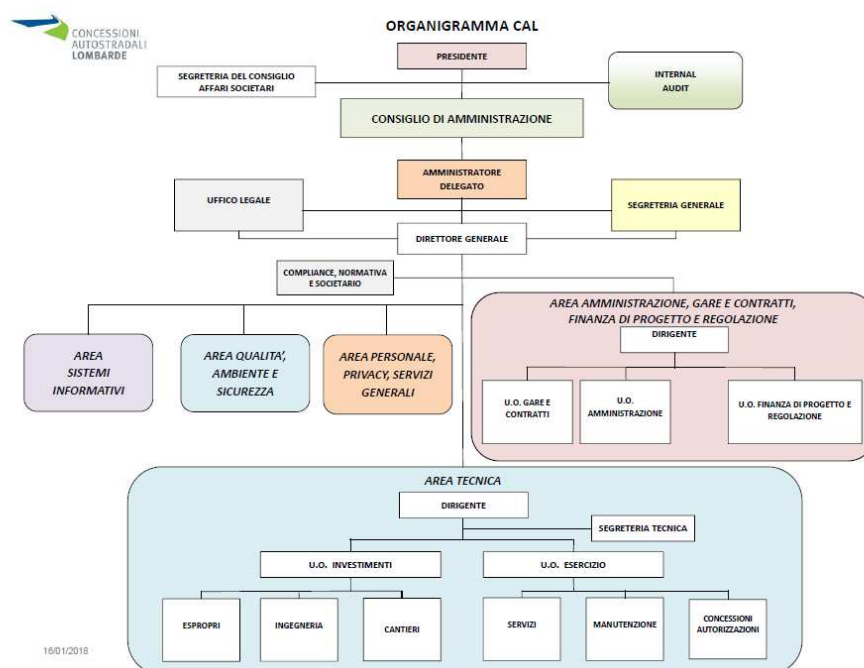 CONCESSIONI
AUTOSTRADALI
LOMBARDE
ORGANIGRAMMA CAL
PRESIDENTE
SEGRETERIA DEL CONSIGLIO
AFFARI SOCIETARI
INTERNAL
AUDIT
CONSIGLIO DI AMMINISTRAZIONE
AMMINISTRATORE
DELEGATO
UFFICO LEGALE
SEGRETERIA GENERALE
DIRETTORE GENERALE
COMPLIANCE, NORMATIVA
E SOCIETARIO
AREA AMMINISTRAZIONE, GARE E CONTRATTI,
FINANZA DI PROGETTO E REGOLAZIONE
DIRIGENTE
AREA
SISTEMI
INFORMATIVI
AREA QUALITA’,
AMBIENTE E
SICUREZZA
AREA PERSONALE,
PRIVACY, SERVIZI
GENERALI
U.O. GARE E
CONTRATTI
U.O.
AMMINISTRAZIONE
U.O. FINANZA DI PROGETTO E
REGOLAZIONE
AREA TECNICA
DIRIGENTE
SEGRETERIA TECNICA
U.O. INVESTIMENTI
U.O. ESERCIZIO
ESPROPRI
INGEGNERIA
CANTIERI
SERVIZI
MANUTENZIONE
CONCESSIONI
AUTORIZZAZIONI
16/01/2018